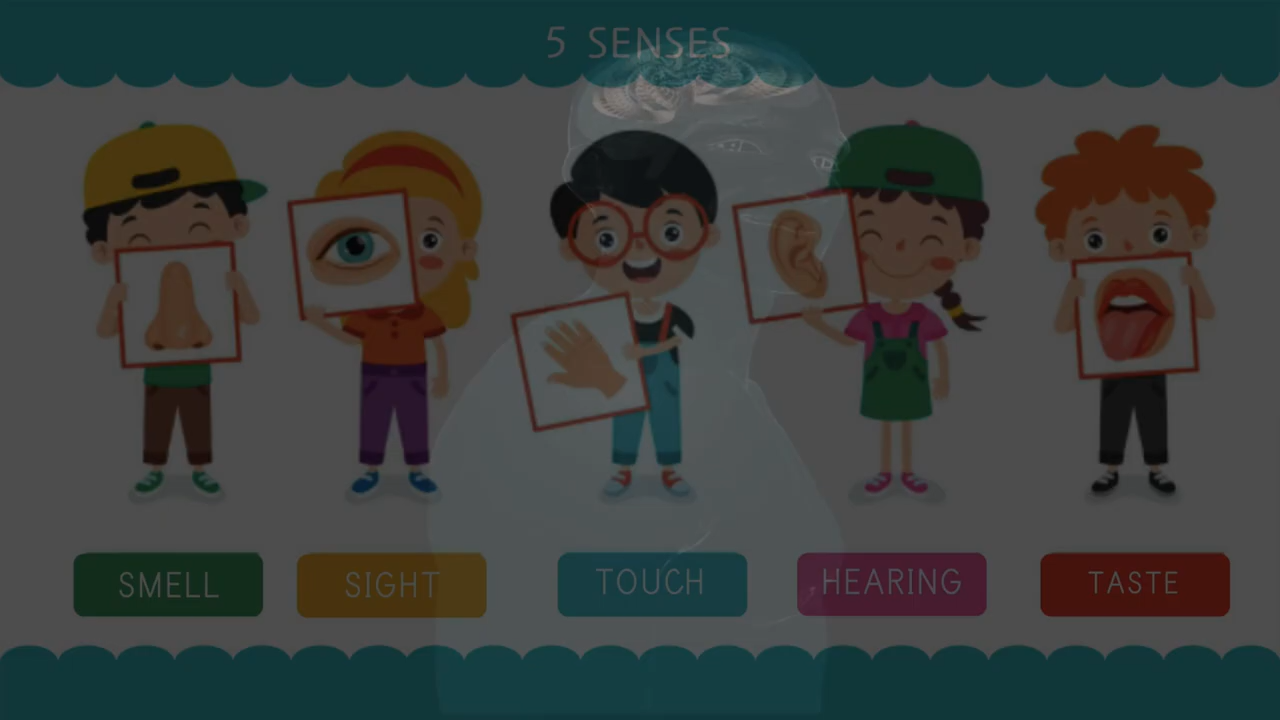 5 SENSES
SMELL
SIGHT
TOUCH
HEARING
TASTE